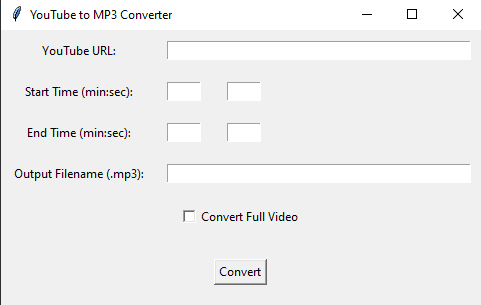 YouTube to MP3 Converter
YouTube URL:
Start Time (min:sec):
End Time (min:sec):
Output Filename (.mp3):
Convert Full Video
Convert